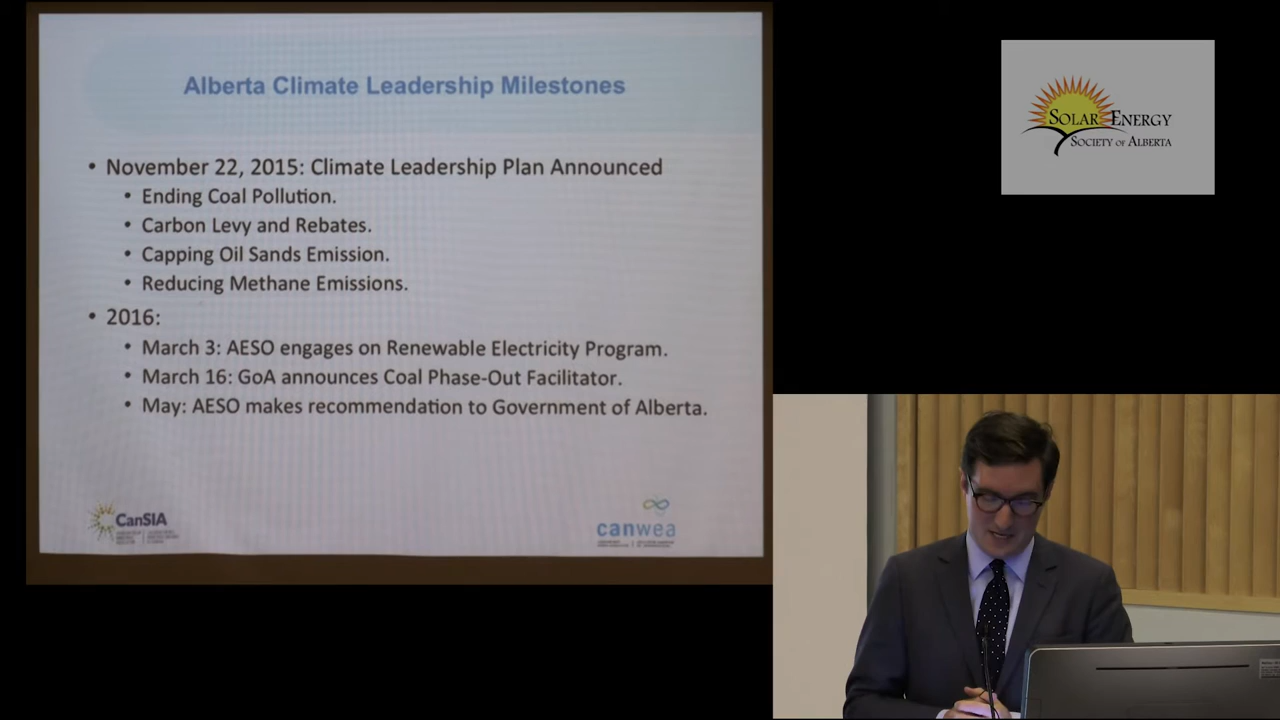 Alberta Climate Leadership Milestones
• November 22, 2015: Climate Leadership Plan Announced
• Ending Coal Pollution.
• Carbon Levy and Rebates.
• Capping Oil Sands Emission.
• Reducing Methane Emissions.
• 2016:
• March 3: AESO engages on Renewable Electricity Program.
• March 16: GoA announces Coal Phase-Out Facilitator.
• May: AESO makes recommendation to Government of Alberta.
CanSIA
canwea
SOLAR ENERGY
SOCIETY OF ALBERTA